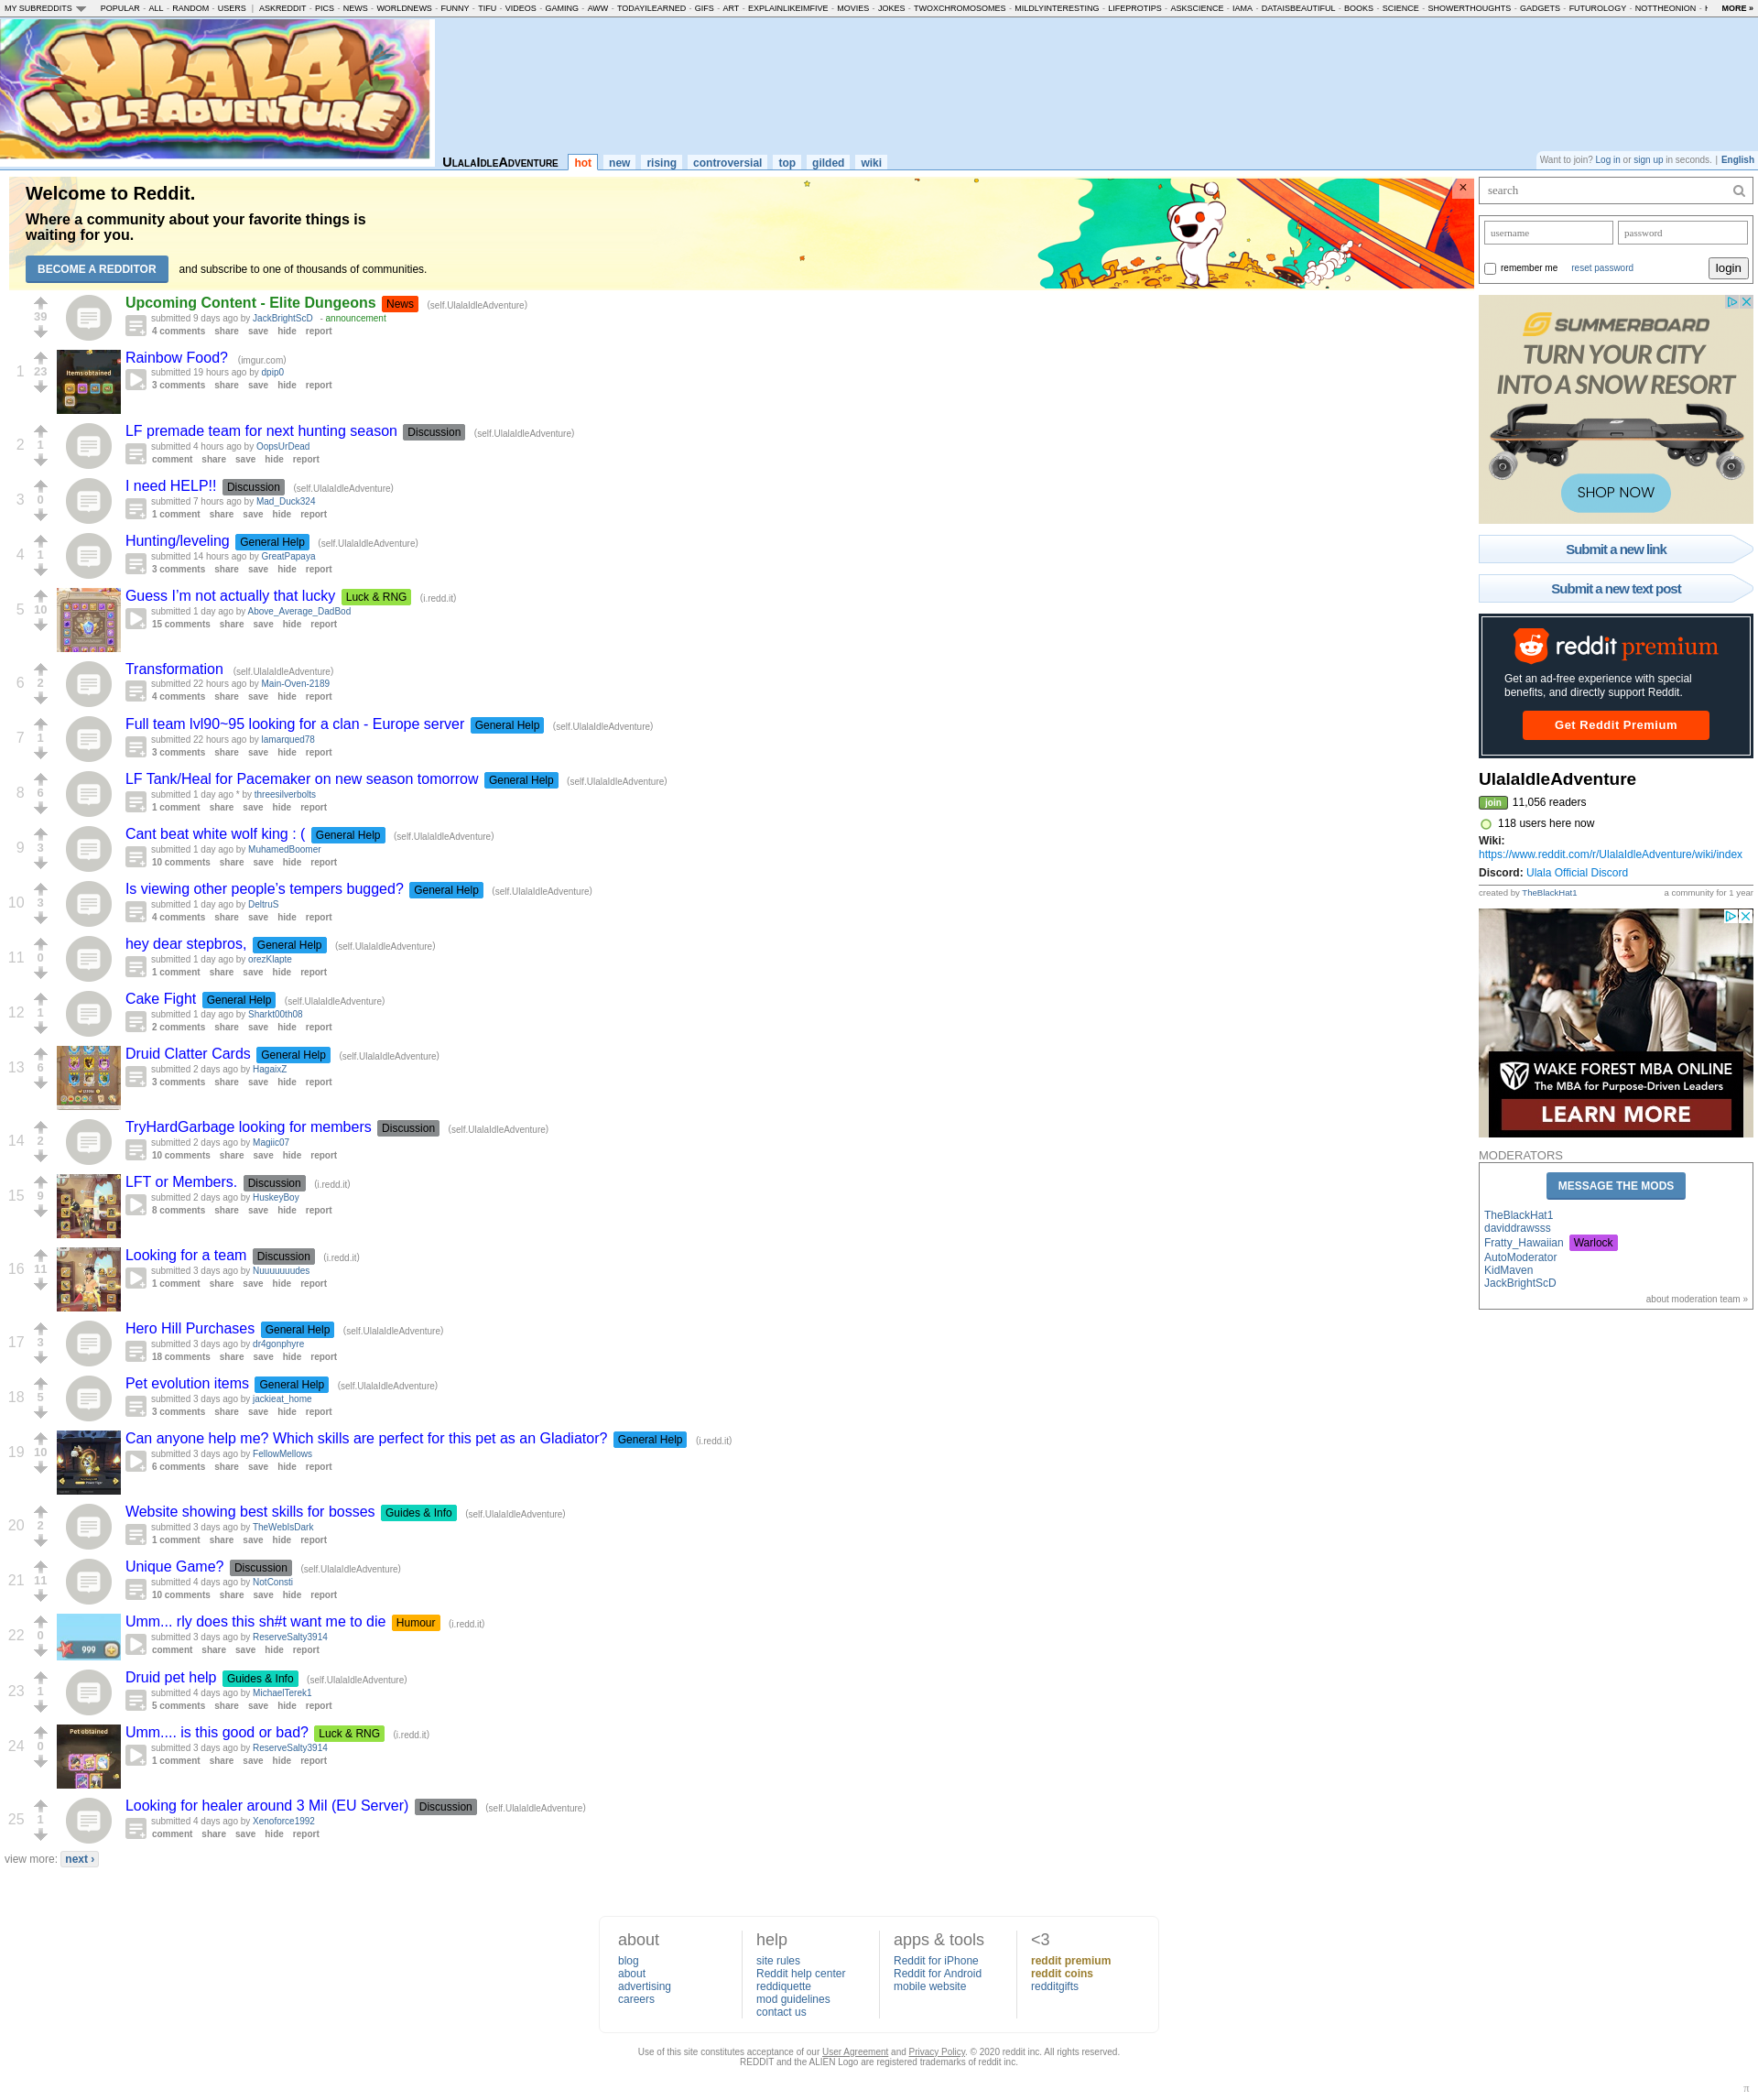 MY SUBREDDITS POPULAR - ALL - RANDOM - USERS | ASKREDDIT - PICS - NEWS - WORLDNEWS - FUNNY - TIFU - VIDEOS - GAMING - AWW - TODAYILEARNED - GIFS - ART - EXPLAINLIKEIMFIVE - MOVIES - JOKES - TWOXCHROMOSOMES - MILDLYINTERESTING - LIFEPROTIPS - ASKSCIENCE - IAMA - DATAISBEAUTIFUL - BOOKS - SCIENCE - SHOWERTHOUGHTS - GADGETS - FUTUROLOGY - NOTTHEONION - MORE »
ULALA
IDLE ADVENTURE
UlalaIdleAdventure hot new rising controversial top gilded wiki
Want to join? Log in or sign up in seconds. | English
Welcome to Reddit.
Where a community about your favorite things is
waiting for you.
BECOME A REDDITOR and subscribe to one of thousands of communities.
×
39
Upcoming Content - Elite Dungeons News (self.UlalaIdleAdventure)
submitted 9 days ago by JackBrightScD - announcement
4 comments share save hide report
1 23
Items obtained
Rainbow Food? (imgur.com)
submitted 19 hours ago by dpip0
3 comments share save hide report
2 1
LF premade team for next hunting season Discussion (self.UlalaIdleAdventure)
submitted 4 hours ago by OopsUrDead
comment share save hide report
3 0
I need HELP!! Discussion (self.UlalaIdleAdventure)
submitted 7 hours ago by Mad_Duck324
1 comment share save hide report
4 1
Hunting/leveling General Help (self.UlalaIdleAdventure)
submitted 14 hours ago by GreatPapaya
3 comments share save hide report
5 10
Guess I’m not actually that lucky Luck & RNG (i.redd.it)
submitted 1 day ago by Above_Average_DadBod
15 comments share save hide report
6 2
Transformation (self.UlalaIdleAdventure)
submitted 22 hours ago by Main-Oven-2189
4 comments share save hide report
7 1
Full team lvl90~95 looking for a clan - Europe server General Help (self.UlalaIdleAdventure)
submitted 22 hours ago by lamarqued78
3 comments share save hide report
8 6
LF Tank/Heal for Pacemaker on new season tomorrow General Help (self.UlalaIdleAdventure)
submitted 1 day ago * by threesilverbolts
1 comment share save hide report
9 3
Cant beat white wolf king : ( General Help (self.UlalaIdleAdventure)
submitted 1 day ago by MuhamedBoomer
10 comments share save hide report
10 3
Is viewing other people’s tempers bugged? General Help (self.UlalaIdleAdventure)
submitted 1 day ago by DeltruS
4 comments share save hide report
11 0
hey dear stepbros, General Help (self.UlalaIdleAdventure)
submitted 1 day ago by orezKlapte
1 comment share save hide report
12 1
Cake Fight General Help (self.UlalaIdleAdventure)
submitted 1 day ago by Sharkt00th08
2 comments share save hide report
13 6
Druid Clatter Cards General Help (self.UlalaIdleAdventure)
submitted 2 days ago by HagaixZ
3 comments share save hide report
14 2
TryHardGarbage looking for members Discussion (self.UlalaIdleAdventure)
submitted 2 days ago by Magiic07
10 comments share save hide report
15 9
LFT or Members. Discussion (i.redd.it)
submitted 2 days ago by HuskeyBoy
8 comments share save hide report
16 11
Looking for a team Discussion (i.redd.it)
submitted 3 days ago by Nuuuuuuudes
1 comment share save hide report
17 3
Hero Hill Purchases General Help (self.UlalaIdleAdventure)
submitted 3 days ago by dr4gonphyre
18 comments share save hide report
18 5
Pet evolution items General Help (self.UlalaIdleAdventure)
submitted 3 days ago by jackieat_home
3 comments share save hide report
19 10
Can anyone help me? Which skills are perfect for this pet as an Gladiator? General Help (i.redd.it)
submitted 3 days ago by FellowMellows
6 comments share save hide report
20 2
Website showing best skills for bosses Guides & Info (self.UlalaIdleAdventure)
submitted 3 days ago by TheWebIsDark
1 comment share save hide report
21 11
Unique Game? Discussion (self.UlalaIdleAdventure)
submitted 4 days ago by NotConsti
10 comments share save hide report
22 0
999
Umm... rly does this sh#t want me to die Humour (i.redd.it)
submitted 3 days ago by ReserveSalty3914
comment share save hide report
23 1
Druid pet help Guides & Info (self.UlalaIdleAdventure)
submitted 4 days ago by MichaelTerek1
5 comments share save hide report
24 0
Pet obtained
Umm.... is this good or bad? Luck & RNG (i.redd.it)
submitted 3 days ago by ReserveSalty3914
1 comment share save hide report
25 1
Looking for healer around 3 Mil (EU Server) Discussion (self.UlalaIdleAdventure)
submitted 4 days ago by Xenoforce1992
comment share save hide report
view more: next ›
search
username password
remember me reset password login
SUMMERBOARD
TURN YOUR CITY
INTO A SNOW RESORT
SHOP NOW
Submit a new link
Submit a new text post
reddit premium
Get an ad-free experience with special
benefits, and directly support Reddit.
Get Reddit Premium
UlalaIdleAdventure
join 11,056 readers
118 users here now
Wiki:
https://www.reddit.com/r/UlalaIdleAdventure/wiki/index
Discord: Ulala Official Discord
created by TheBlackHat1 a community for 1 year
WAKE FOREST MBA ONLINE
The MBA for Purpose-Driven Leaders
LEARN MORE
MODERATORS
MESSAGE THE MODS
TheBlackHat1
daviddrawsss
Fratty_Hawaiian Warlock
AutoModerator
KidMaven
JackBrightScD
about moderation team »
about
blog
about
advertising
careers
help
site rules
Reddit help center
reddiquette
mod guidelines
contact us
apps & tools
Reddit for iPhone
Reddit for Android
mobile website
<3
reddit premium
reddit coins
redditgifts
Use of this site constitutes acceptance of our User Agreement and Privacy Policy. © 2020 reddit inc. All rights reserved.
REDDIT and the ALIEN Logo are registered trademarks of reddit inc.
π